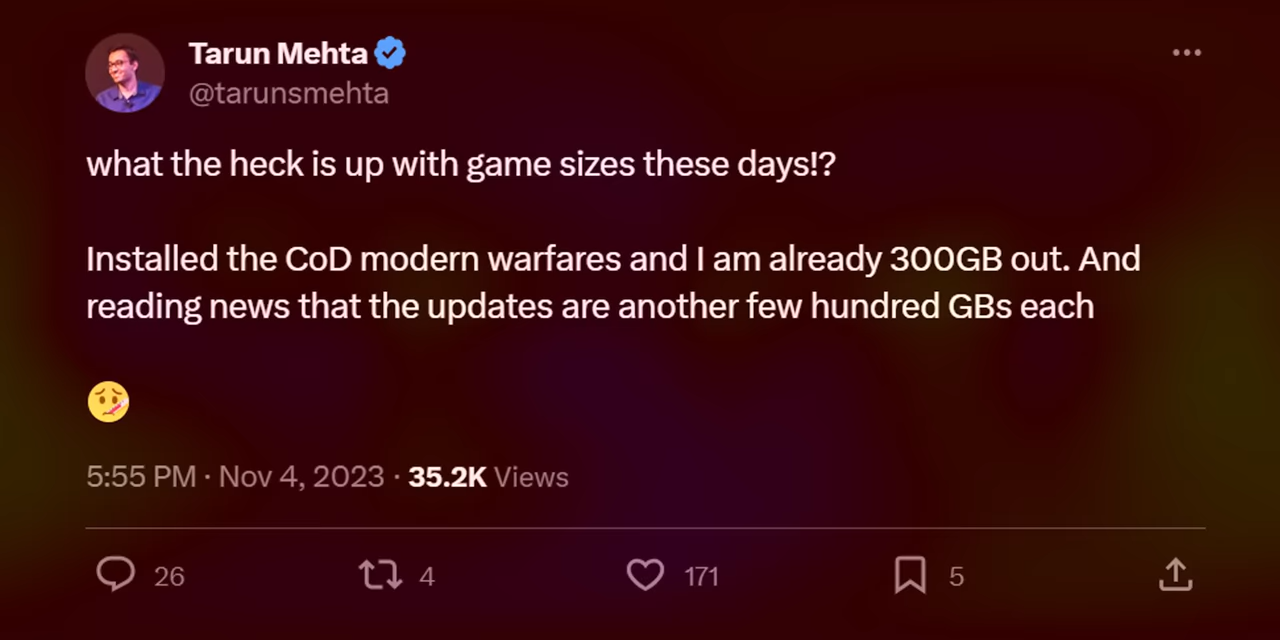 Tarun Mehta
@tarunsmehta
what the heck is up with game sizes these days!?
Installed the CoD modern warfares and I am already 300GB out. And
reading news that the updates are another few hundred GBs each
🤒
5:55 PM · Nov 4, 2023 · 35.2K Views
26 4 171 5